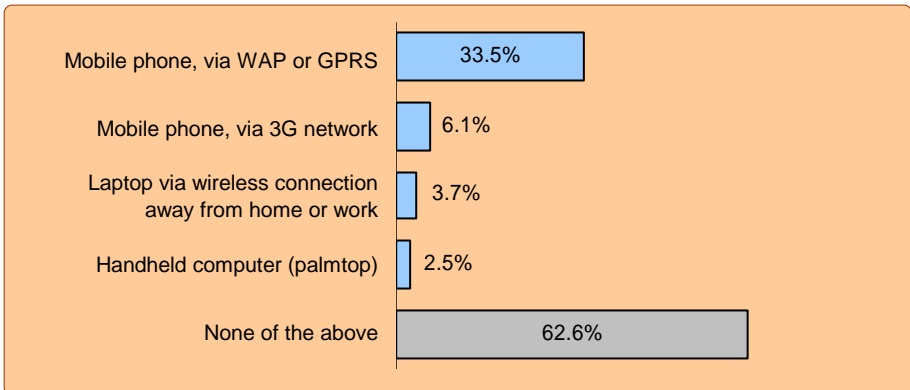 Mobile phone, via WAP or GPRS
33.5%
Mobile phone, via 3G network
6.1%
Laptop via wireless connection
away from home or work
3.7%
Handheld computer (palmtop)
2.5%
None of the above
62.6%